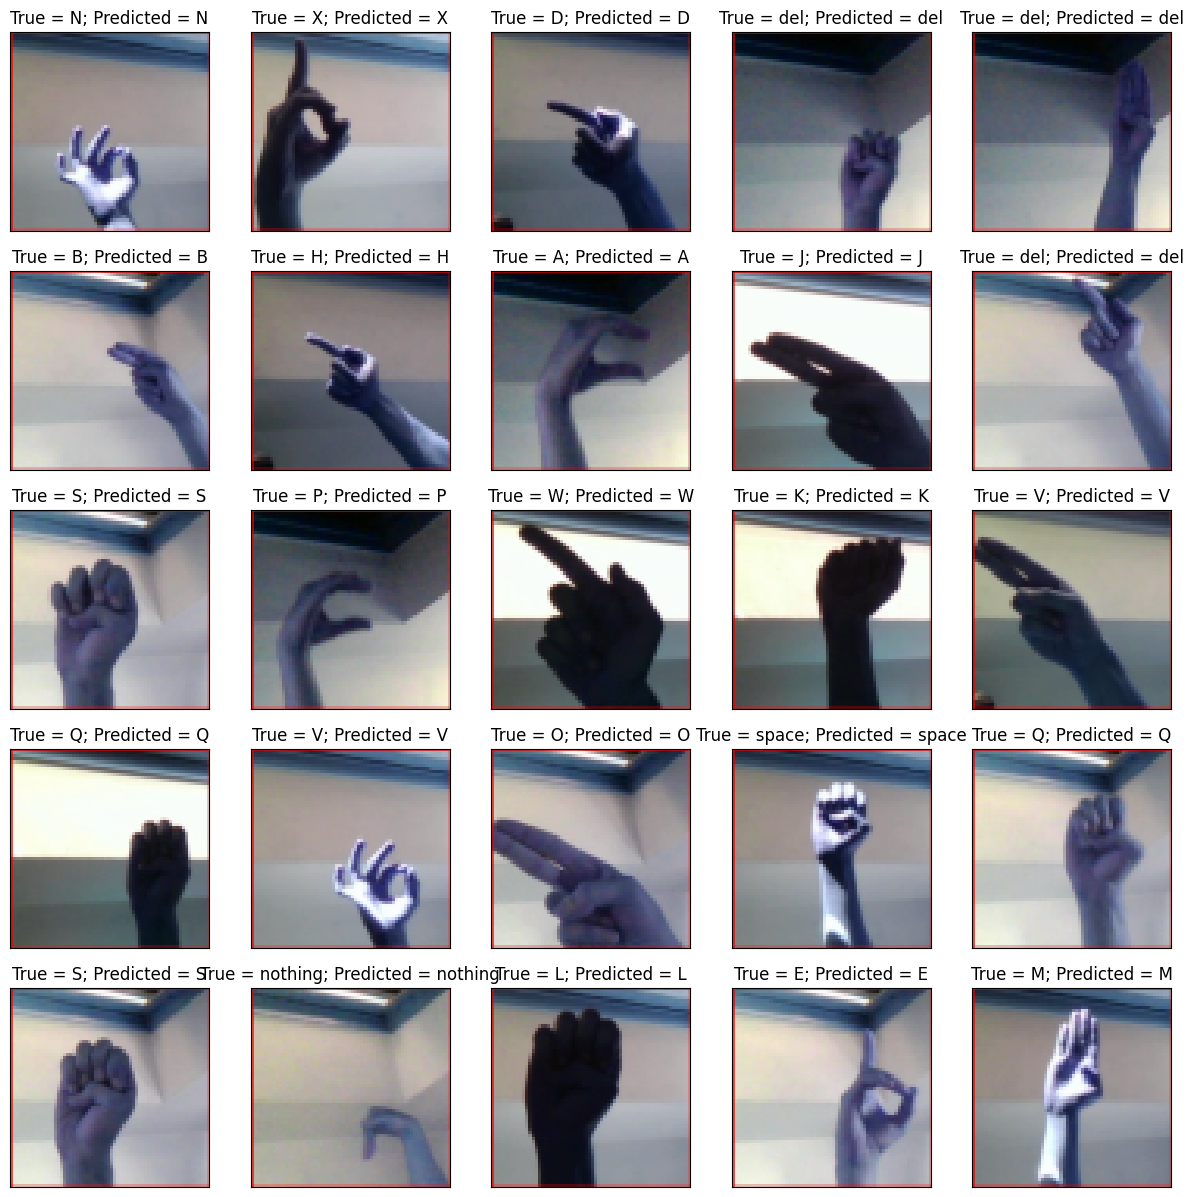 True = N; Predicted = N
True = X; Predicted = X
True = D; Predicted = D
True = del; Predicted = del
True = del; Predicted = del
True = B; Predicted = B
True = H; Predicted = H
True = A; Predicted = A
True = J; Predicted = J
True = del; Predicted = del
True = S; Predicted = S
True = P; Predicted = P
True = W; Predicted = W
True = K; Predicted = K
True = V; Predicted = V
True = Q; Predicted = Q
True = V; Predicted = V
True = O; Predicted = O
True = space; Predicted = space
True = Q; Predicted = Q
True = S; Predicted = S
True = nothing; Predicted = nothing
True = L; Predicted = L
True = E; Predicted = E
True = M; Predicted = M